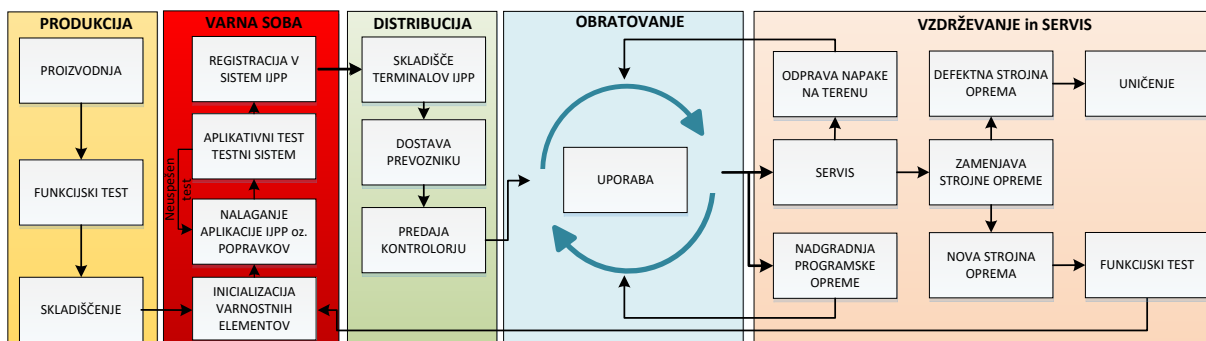 PRODUKCIJA
PROIZVODNJA
FUNKCIJSKI TEST
SKLADIŠČENJE
VARNA SOBA
REGISTRACIJA V
SISTEM IJPP
APLIKATIVNI TEST
TESTNI SISTEM
Neuspešen
test
NALAGANJE
APLIKACIJE IJPP oz.
POPRAVKOV
INICIALIZACIJA
VARNOSTNIH
ELEMENTOV
DISTRIBUCIJA
SKLADIŠČE
TERMINALOV IJPP
DOSTAVA
PREVOZNIKU
PREDAJA
KONTROLORJU
OBRATOVANJE
UPORABA
VZDRŽEVANJE in SERVIS
ODPRAVA NAPAKE
NA TERENU
DEFEKTNA STROJNA
OPREMA
UNIČENJE
SERVIS
ZAMENJAVA
STROJNE OPREME
NADGRADNJA
PROGRAMSKE
OPREME
NOVA STROJNA
OPREMA
FUNKCIJSKI TEST